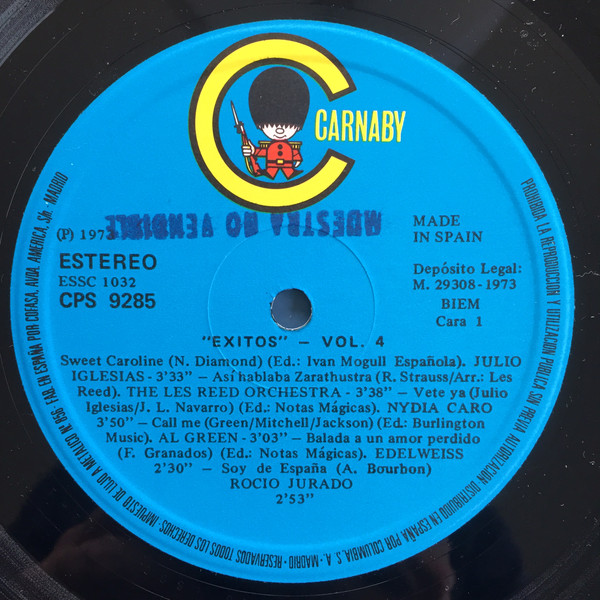 CARNABY
MUESTRA NO VENDIBLE
(P) 197
MADE
IN SPAIN
ESTEREO
ESSC 1032
CPS 9285
Depósito Legal:
M. 29308-1973
BIEM
Cara 1
"EXITOS" – VOL. 4
Sweet Caroline (N. Diamond) (Ed.: Ivan Mogull Española). JULIO
IGLESIAS - 3'33" – Así hablaba Zarathustra (R. Strauss/Arr.: Les
Reed). THE LES REED ORCHESTRA - 3'38" – Vete ya (Julio
Iglesias/J. L. Navarro) (Ed.: Notas Mágicas). NYDIA CARO
3'50" – Call me (Green/Mitchell/Jackson) (Ed.: Burlington
Music). AL GREEN - 3'03" – Balada a un amor perdido
(F. Granados) (Ed.: Notas Mágicas). EDELWEISS
2'30" – Soy de España (A. Bourbon)
ROCIO JURADO
2'53"
PROHIBIDA LA REPRODUCCION Y UTILIZACION PUBLICA SIN PREVIA AUTORIZACION · DISTRIBUIDO EN ESPAÑA POR COLUMBIA, S. A. - MADRID · RESERVADOS TODOS LOS DERECHOS · IMPUESTO DE LUJO A METALICO Nº 656 · FAB. EN ESPAÑA POR COFASA, AVDA. AMERICA, S/n - MADRID